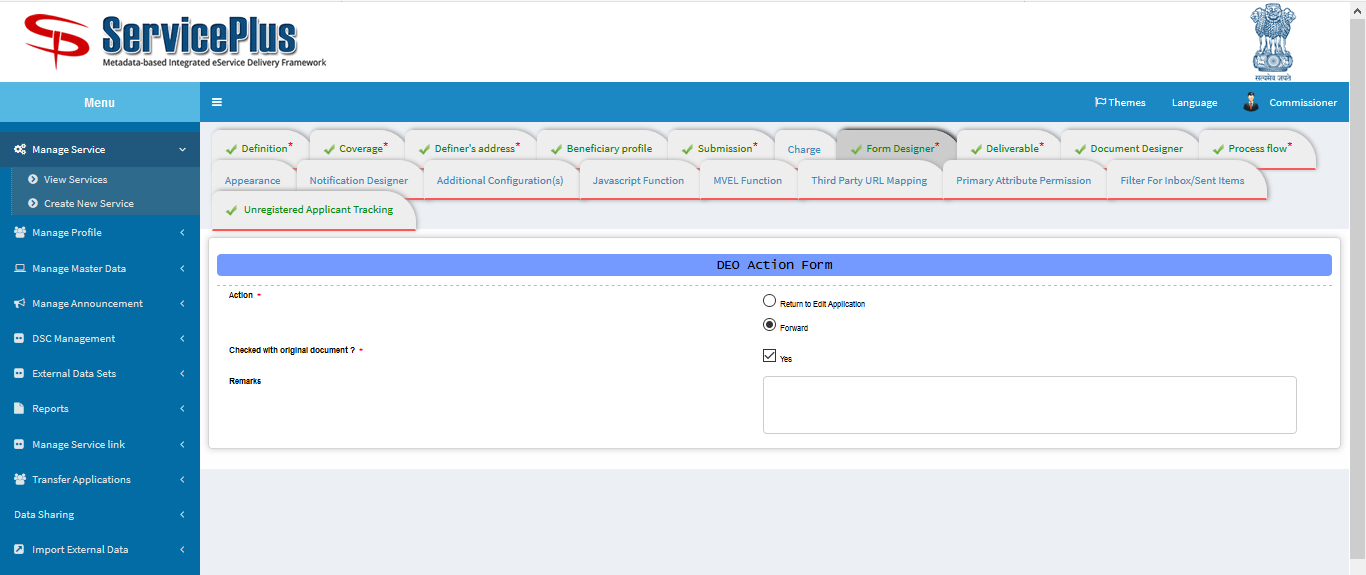 ServicePlus
Metadata-based Integrated eService Delivery Framework
सत्यमेव जयते
Menu
Themes Language Commissioner
Manage Service
View Services
Create New Service
Manage Profile
Manage Master Data
Manage Announcement
DSC Management
External Data Sets
Reports
Manage Service link
Transfer Applications
Data Sharing
Import External Data
Definition* Coverage* Definer's address* Beneficiary profile Submission* Charge Form Designer* Deliverable* Document Designer Process flow*
Appearance Notification Designer Additional Configuration(s) Javascript Function MVEL Function Third Party URL Mapping Primary Attribute Permission Filter For Inbox/Sent Items
Unregistered Applicant Tracking
DEO Action Form
Action *
Return to Edit Application
Forward
Checked with original document ? *
Yes
Remarks